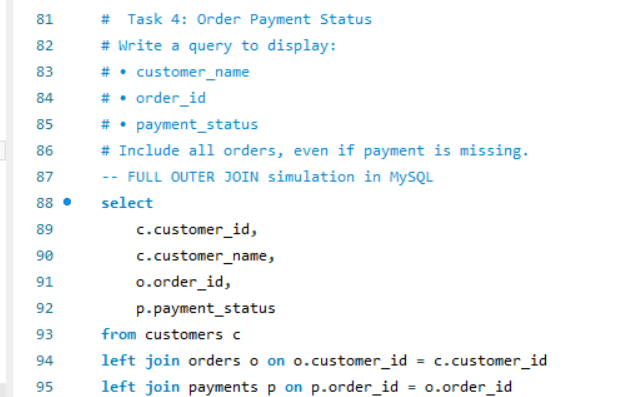 81 #  Task 4: Order Payment Status
82 # Write a query to display:
83 # • customer_name
84 # • order_id
85 # • payment_status
86 # Include all orders, even if payment is missing.
87 -- FULL OUTER JOIN simulation in MySQL
88 select
89 c.customer_id,
90 c.customer_name,
91 o.order_id,
92 p.payment_status
93 from customers c
94 left join orders o on o.customer_id = c.customer_id
95 left join payments p on p.order_id = o.order_id